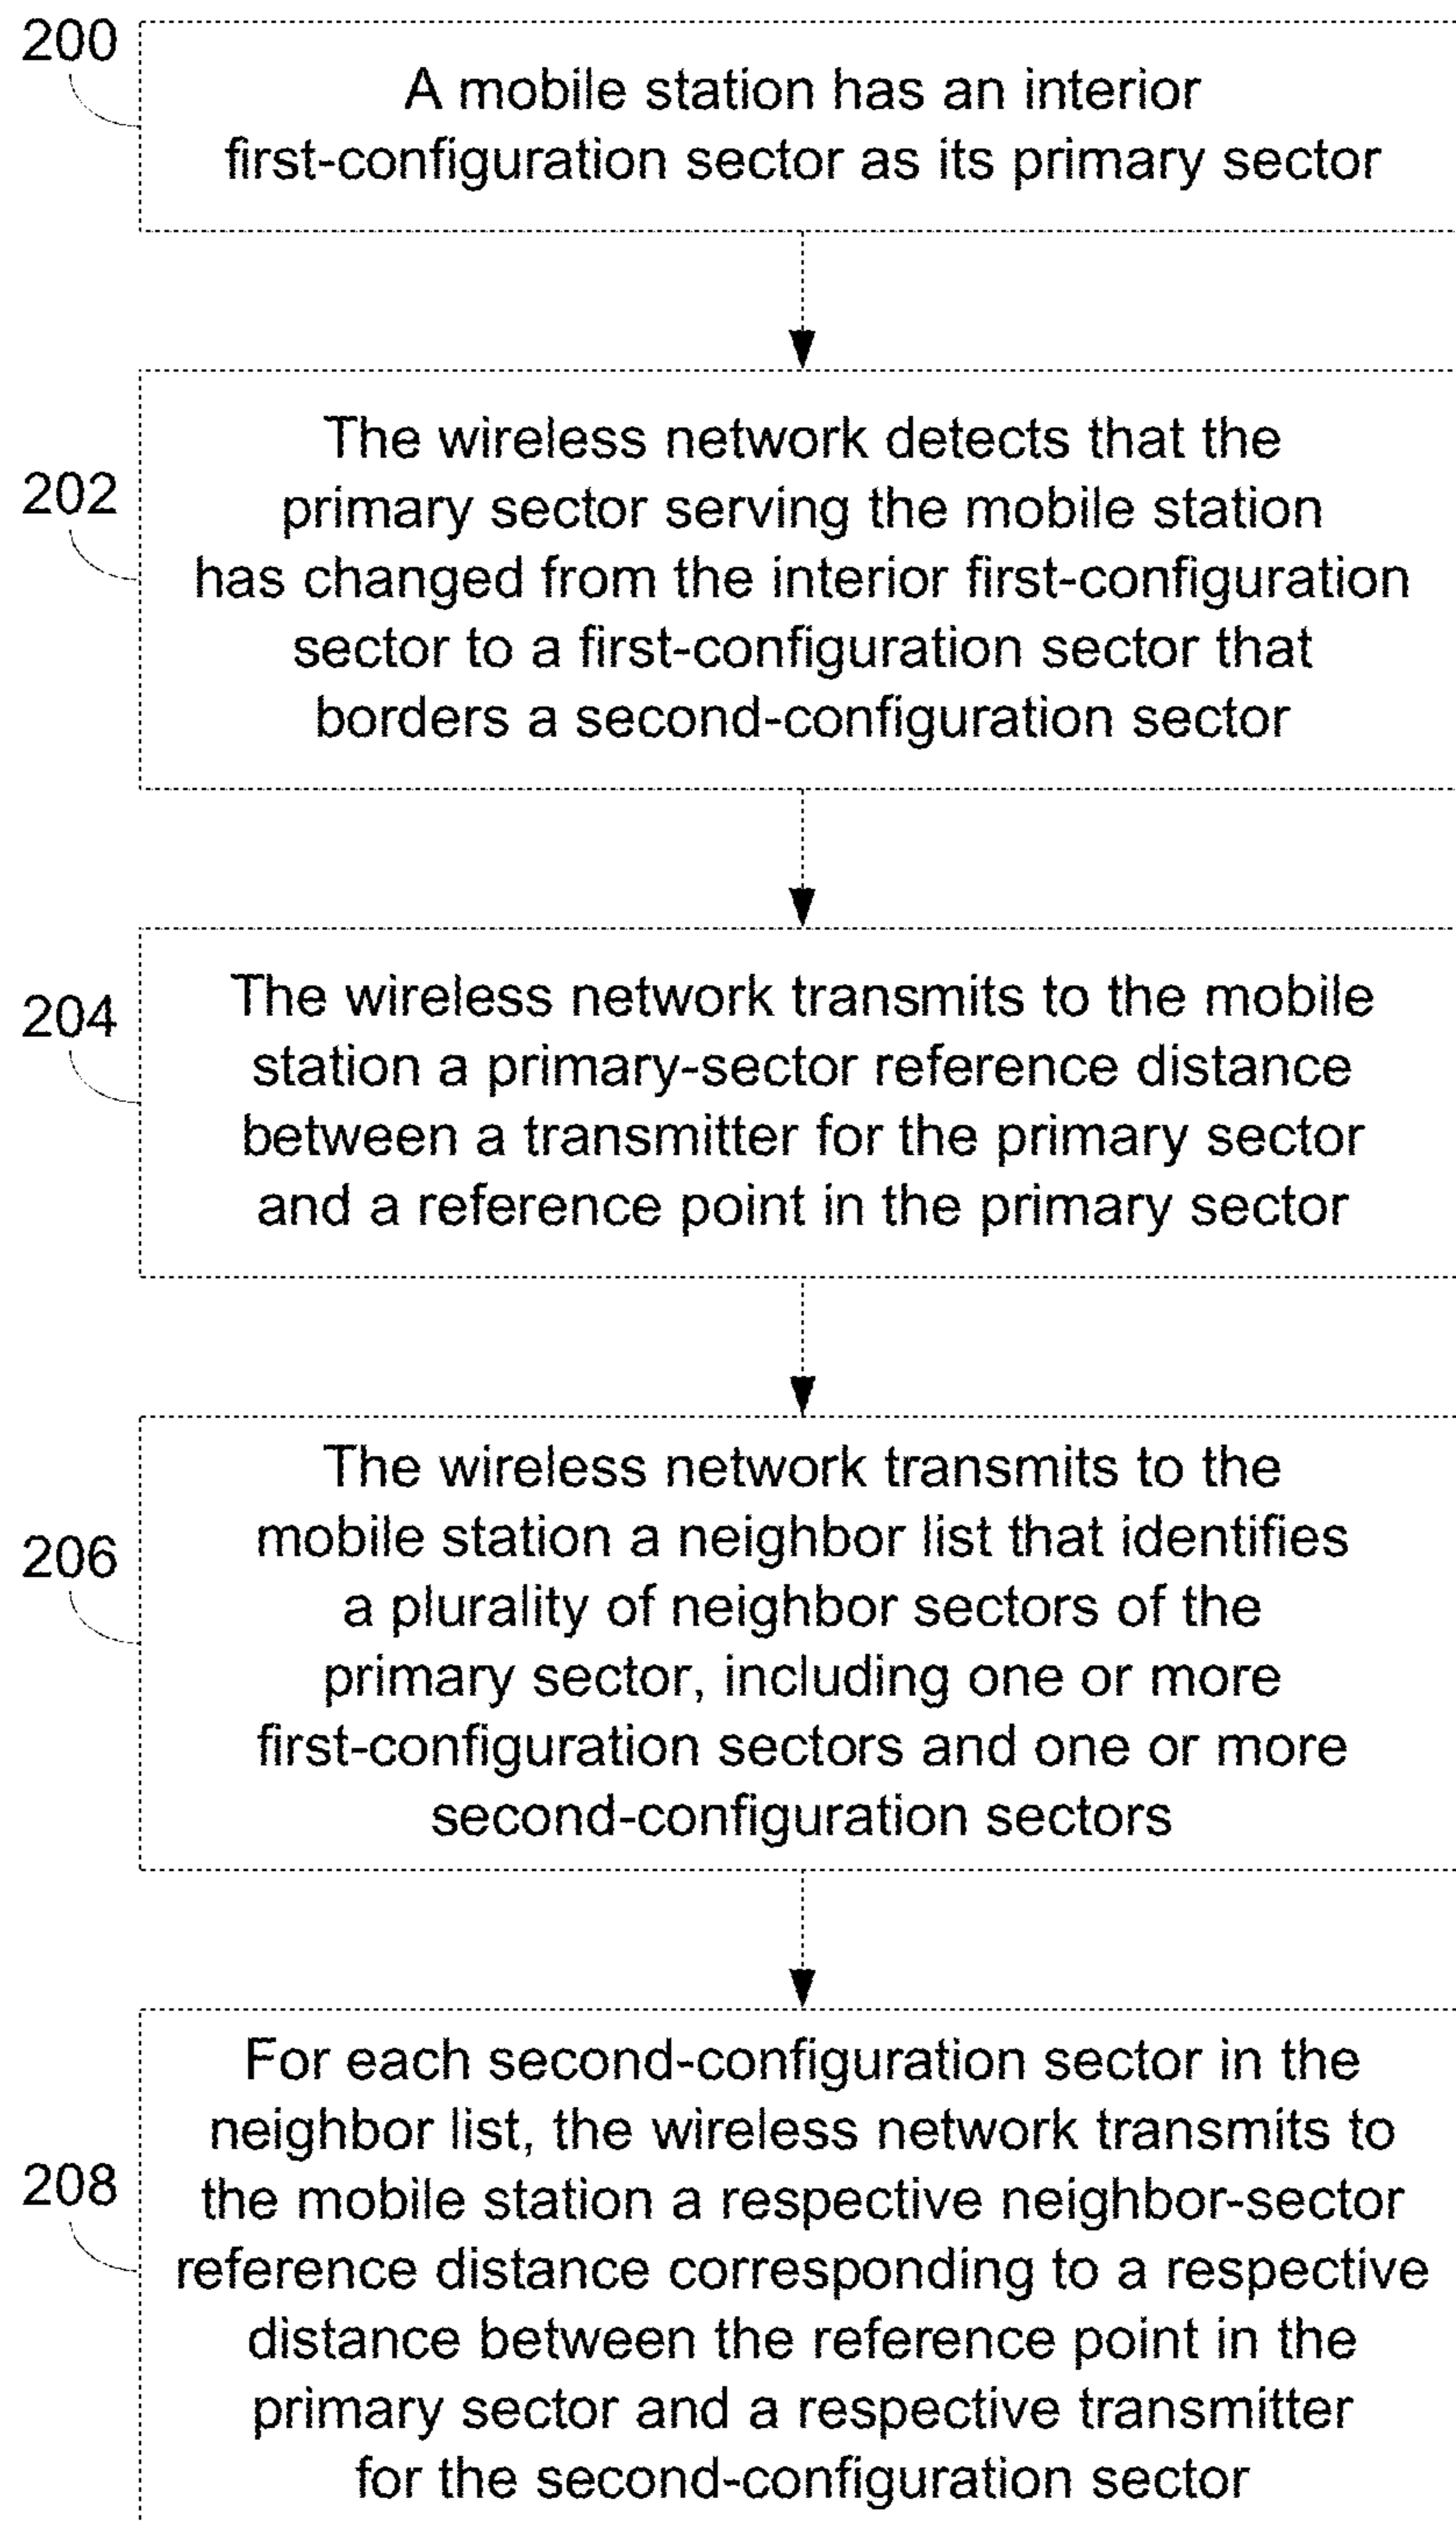 200
A mobile station has an interior
first-configuration sector as its primary sector
202
The wireless network detects that the
primary sector serving the mobile station
has changed from the interior first-configuration
sector to a first-configuration sector that
borders a second-configuration sector
204
The wireless network transmits to the mobile
station a primary-sector reference distance
between a transmitter for the primary sector
and a reference point in the primary sector
206
The wireless network transmits to the
mobile station a neighbor list that identifies
a plurality of neighbor sectors of the
primary sector, including one or more
first-configuration sectors and one or more
second-configuration sectors
208
For each second-configuration sector in the
neighbor list, the wireless network transmits to
the mobile station a respective neighbor-sector
reference distance corresponding to a respective
distance between the reference point in the
primary sector and a respective transmitter
for the second-configuration sector